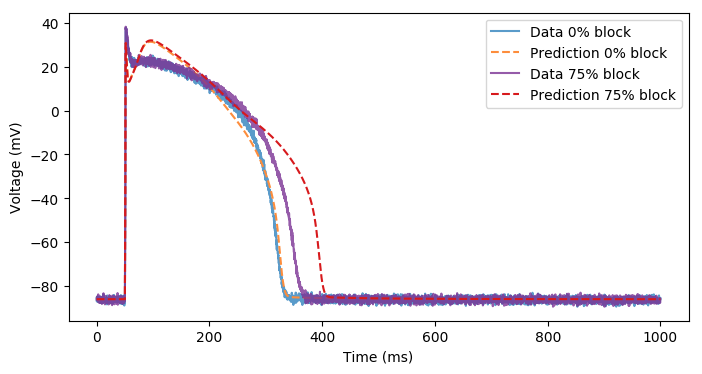 40
20
0
−20
−40
−60
−80
Voltage (mV)
Data 0% block
Prediction 0% block
Data 75% block
Prediction 75% block
0
200
400
600
800
1000
Time (ms)